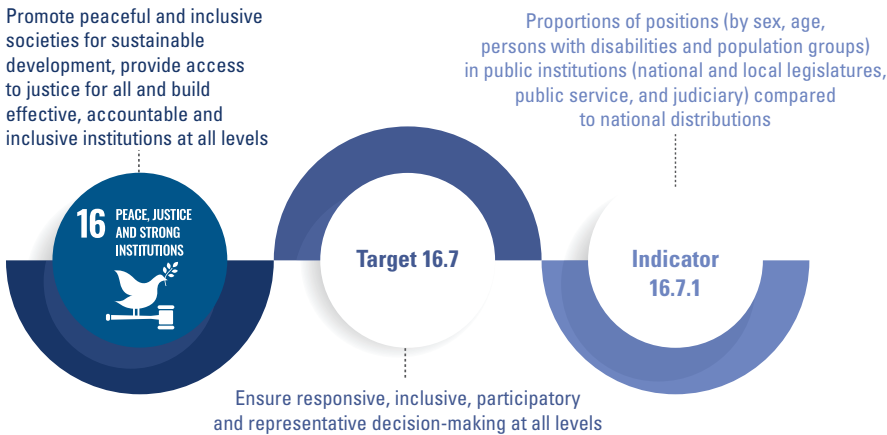 Promote peaceful and inclusive
societies for sustainable
development, provide access
to justice for all and build
effective, accountable and
inclusive institutions at all levels
16 PEACE, JUSTICE
AND STRONG
INSTITUTIONS
Target 16.7
Ensure responsive, inclusive, participatory
and representative decision-making at all levels
Proportions of positions (by sex, age,
persons with disabilities and population groups)
in public institutions (national and local legislatures,
public service, and judiciary) compared
to national distributions
Indicator
16.7.1